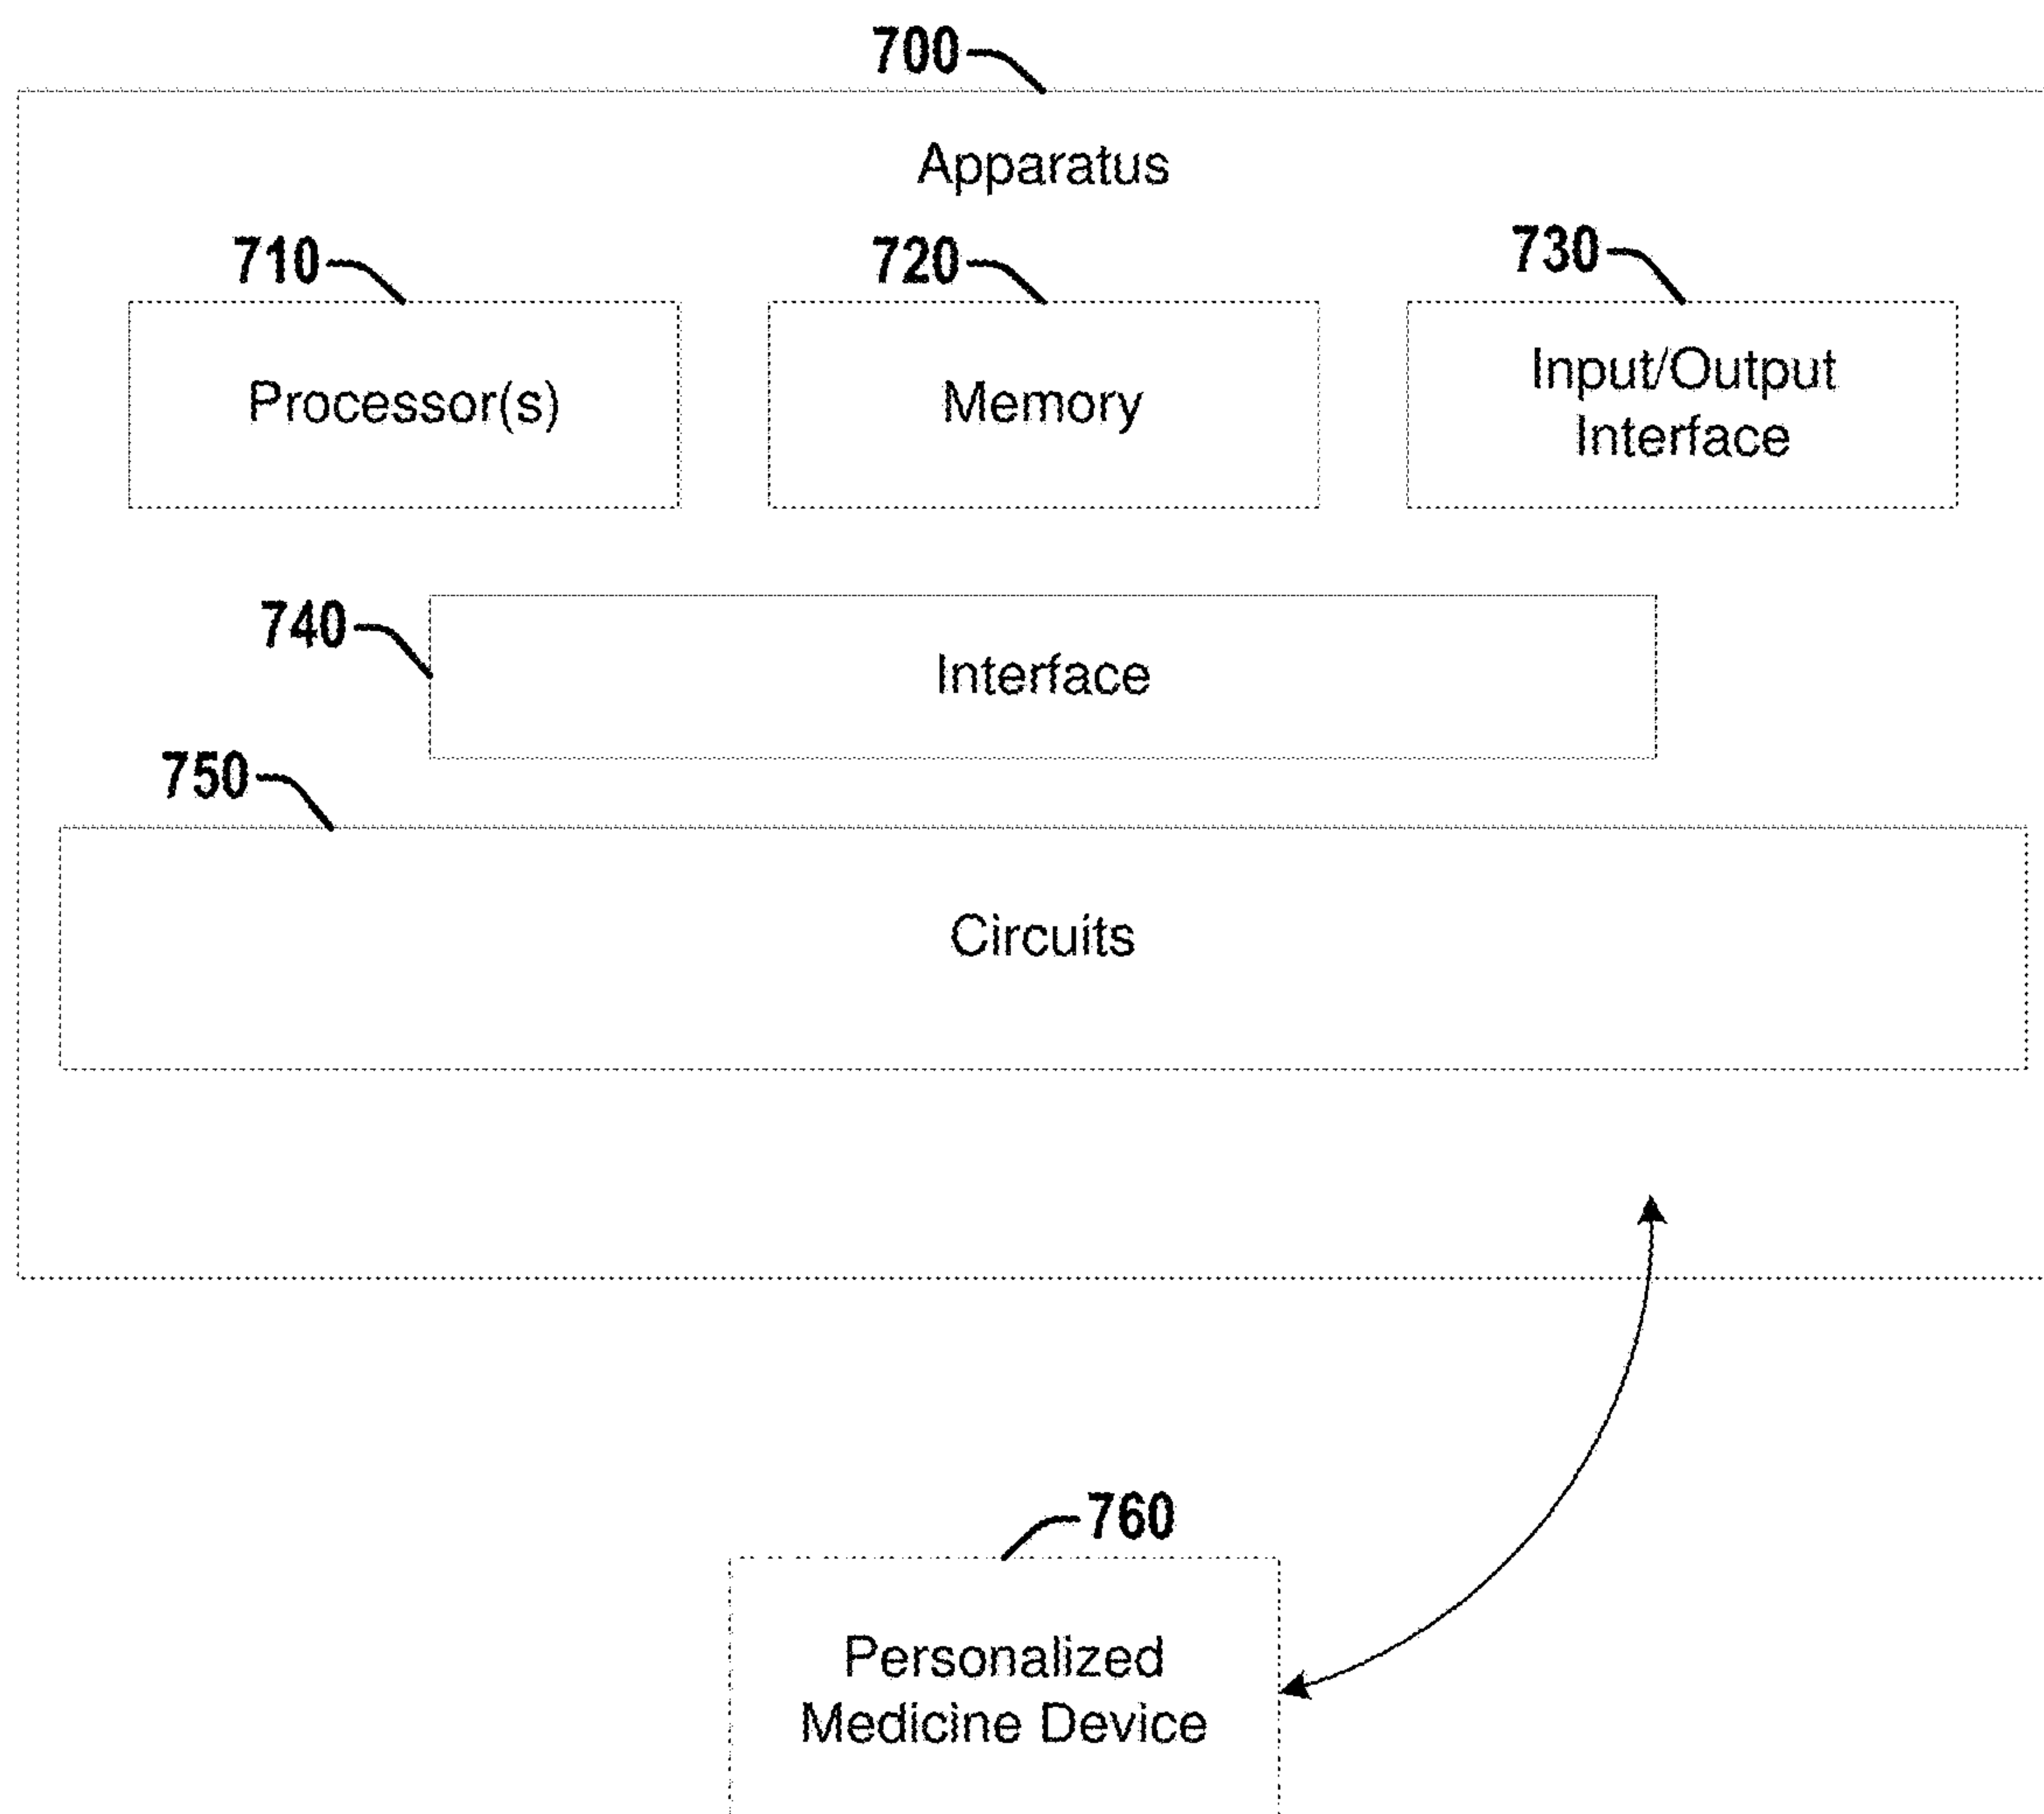 700
Apparatus
710
720
730
Processor(s)
Memory
Input/Output
Interface
740
Interface
750
Circuits
760
Personalized
Medicine Device